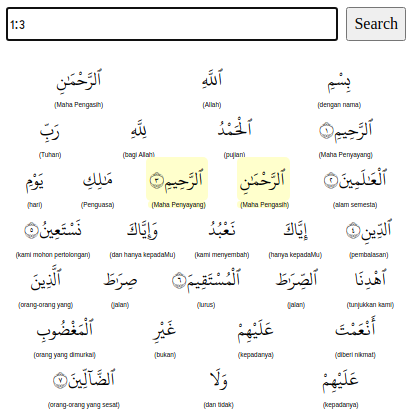 1:3 Search
بِسْمِ ٱللَّهِ ٱلرَّحْمَـٰنِ
(dengan nama) (Allah) (Maha Pengasih)
ٱلرَّحِيمِ ١ ٱلْحَمْدُ لِلَّهِ رَبِّ
(Maha Penyayang) (pujian) (bagi Allah) (Tuhan)
ٱلْعَـٰلَمِينَ ٢ ٱلرَّحْمَـٰنِ ٱلرَّحِيمِ ٣ مَـٰلِكِ يَوْمِ
(alam semesta) (Maha Pengasih) (Maha Penyayang) (Penguasa) (hari)
ٱلدِّينِ ٤ إِيَّاكَ نَعْبُدُ وَإِيَّاكَ نَسْتَعِينُ ٥
(pembalasan) (hanya kepadaMu) (kami menyembah) (dan hanya kepadaMu) (kami mohon pertolongan)
ٱهْدِنَا ٱلصِّرَٰطَ ٱلْمُسْتَقِيمَ ٦ صِرَٰطَ ٱلَّذِينَ
(tunjukkan kami) (jalan) (lurus) (jalan) (orang-orang yang)
أَنْعَمْتَ عَلَيْهِمْ غَيْرِ ٱلْمَغْضُوبِ
(diberi nikmat) (kepadanya) (bukan) (orang yang dimurkai)
عَلَيْهِمْ وَلَا ٱلضَّآلِّينَ ٧
(kepadanya) (dan tidak) (orang-orang yang sesat)